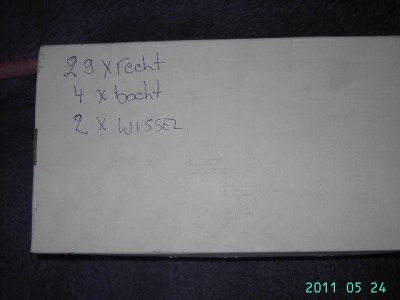 29 x recht
4 x bocht
2 x WISSEL
2011 05 24